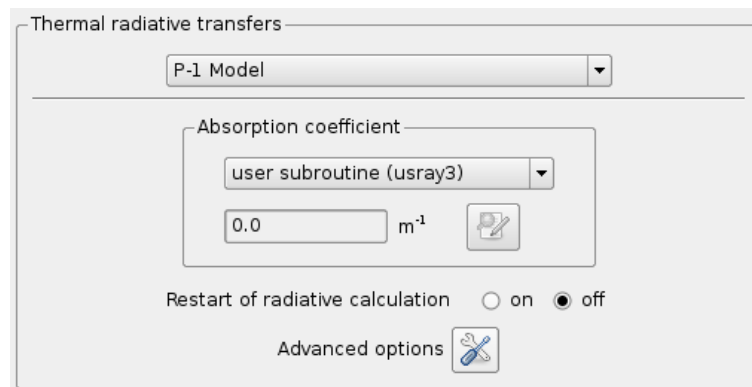 Thermal radiative transfers
P-1 Model
Absorption coefficient
user subroutine (usray3)
0.0 m⁻¹
Restart of radiative calculation on off
Advanced options